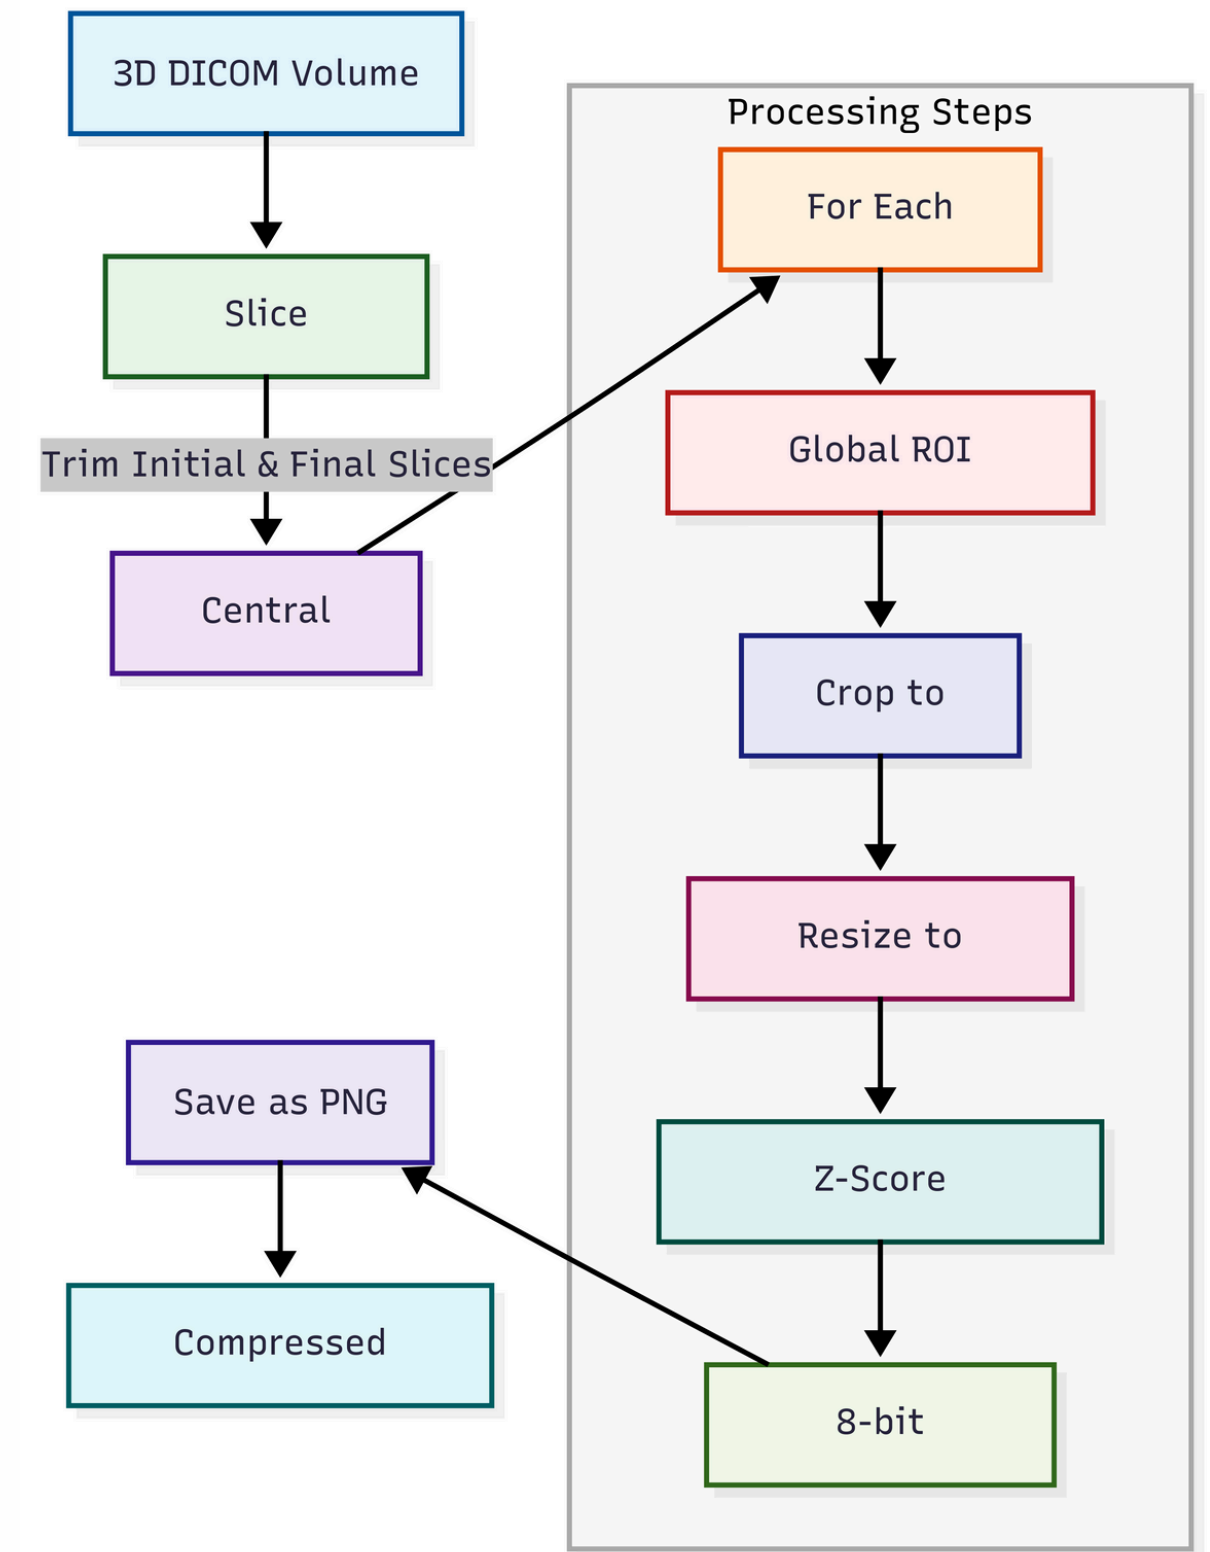 3D DICOM Volume
Slice
Trim Initial & Final Slices
Central
Processing Steps
For Each
Global ROI
Crop to
Resize to
Z-Score
8-bit
Save as PNG
Compressed